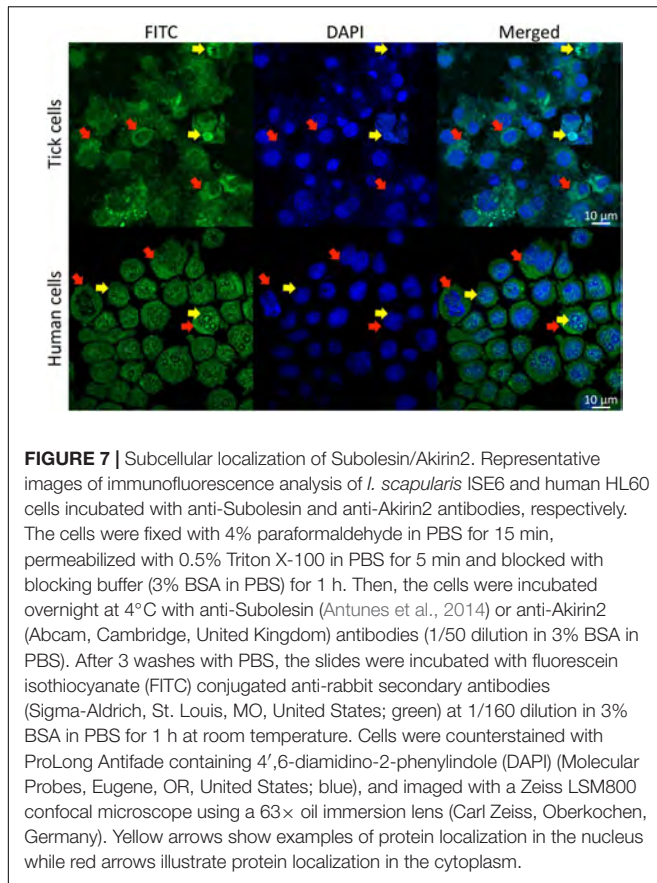 FITC DAPI Merged
Tick cells
10 μm
Human cells
10 μm
FIGURE 7 | Subcellular localization of Subolesin/Akirin2. Representative
images of immunofluorescence analysis of I. scapularis ISE6 and human HL60
cells incubated with anti-Subolesin and anti-Akirin2 antibodies, respectively.
The cells were fixed with 4% paraformaldehyde in PBS for 15 min,
permeabilized with 0.5% Triton X-100 in PBS for 5 min and blocked with
blocking buffer (3% BSA in PBS) for 1 h. Then, the cells were incubated
overnight at 4°C with anti-Subolesin (Antunes et al., 2014) or anti-Akirin2
(Abcam, Cambridge, United Kingdom) antibodies (1/50 dilution in 3% BSA in
PBS). After 3 washes with PBS, the slides were incubated with fluorescein
isothiocyanate (FITC) conjugated anti-rabbit secondary antibodies
(Sigma-Aldrich, St. Louis, MO, United States; green) at 1/160 dilution in 3%
BSA in PBS for 1 h at room temperature. Cells were counterstained with
ProLong Antifade containing 4′,6-diamidino-2-phenylindole (DAPI) (Molecular
Probes, Eugene, OR, United States; blue), and imaged with a Zeiss LSM800
confocal microscope using a 63× oil immersion lens (Carl Zeiss, Oberkochen,
Germany). Yellow arrows show examples of protein localization in the nucleus
while red arrows illustrate protein localization in the cytoplasm.